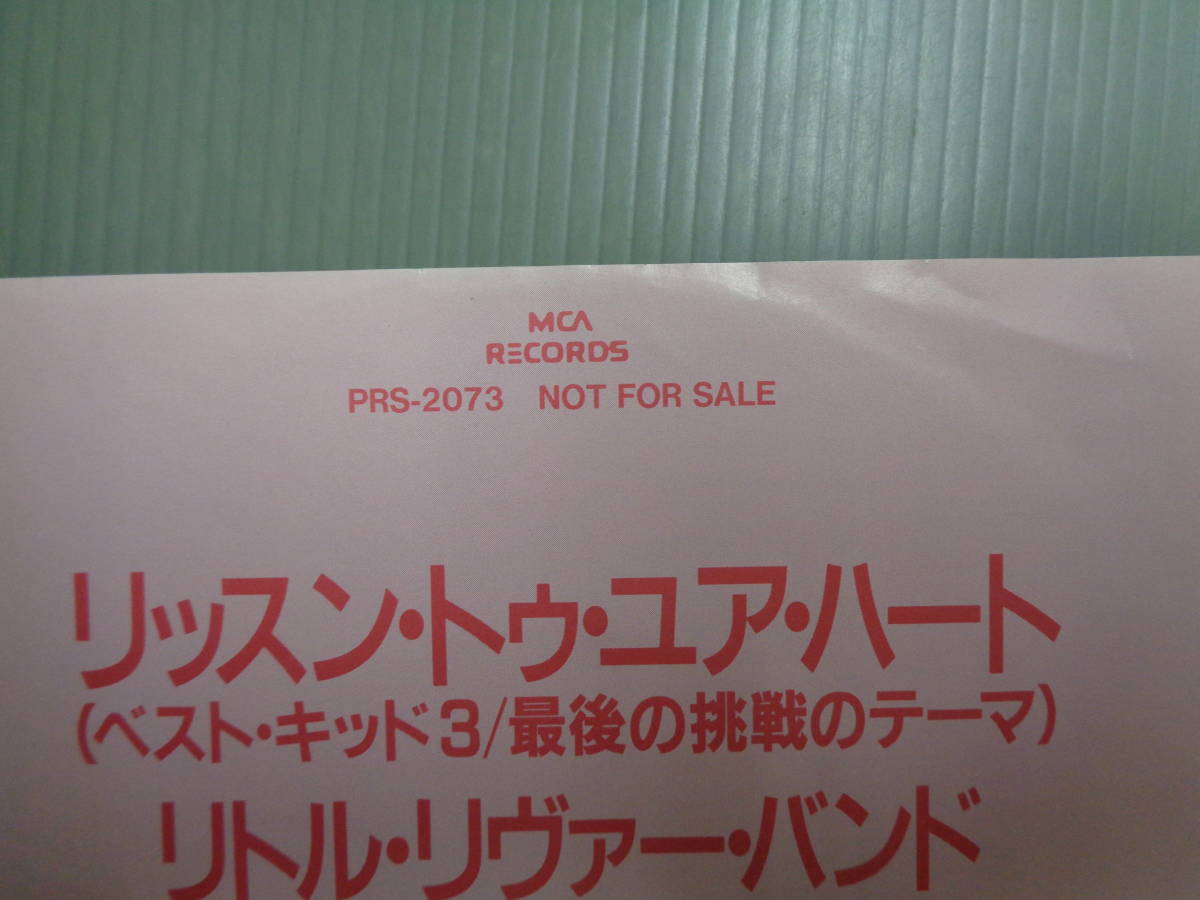 MCA
RECORDS
PRS-2073 NOT FOR SALE
リッスン・トゥ・ユア・ハート
(ベスト・キッド3/最後の挑戦のテーマ)
リトル・リヴァー・バンド